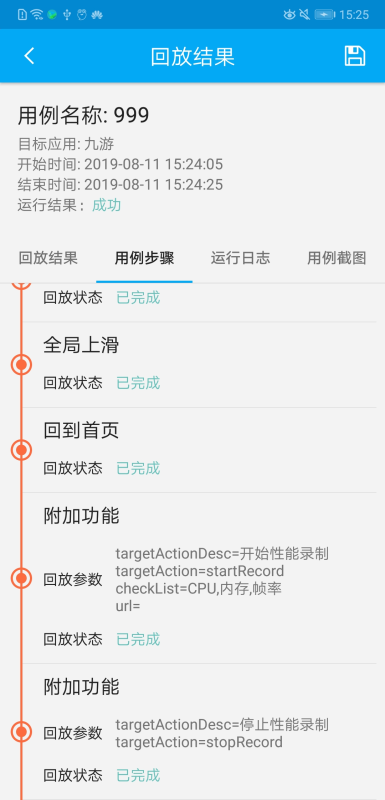 15:25
回放结果
用例名称: 999
目标应用: 九游
开始时间: 2019-08-11 15:24:05
结束时间: 2019-08-11 15:24:25
运行结果： 成功
回放结果 用例步骤 运行日志 用例截图
回放状态 已完成
全局上滑
回放状态 已完成
回到首页
回放状态 已完成
附加功能
targetActionDesc=开始性能录制
targetAction=startRecord
回放参数 checkList=CPU,内存,帧率
url=
回放状态 已完成
附加功能
targetActionDesc=停止性能录制
回放参数 targetAction=stopRecord
回放状态 已完成